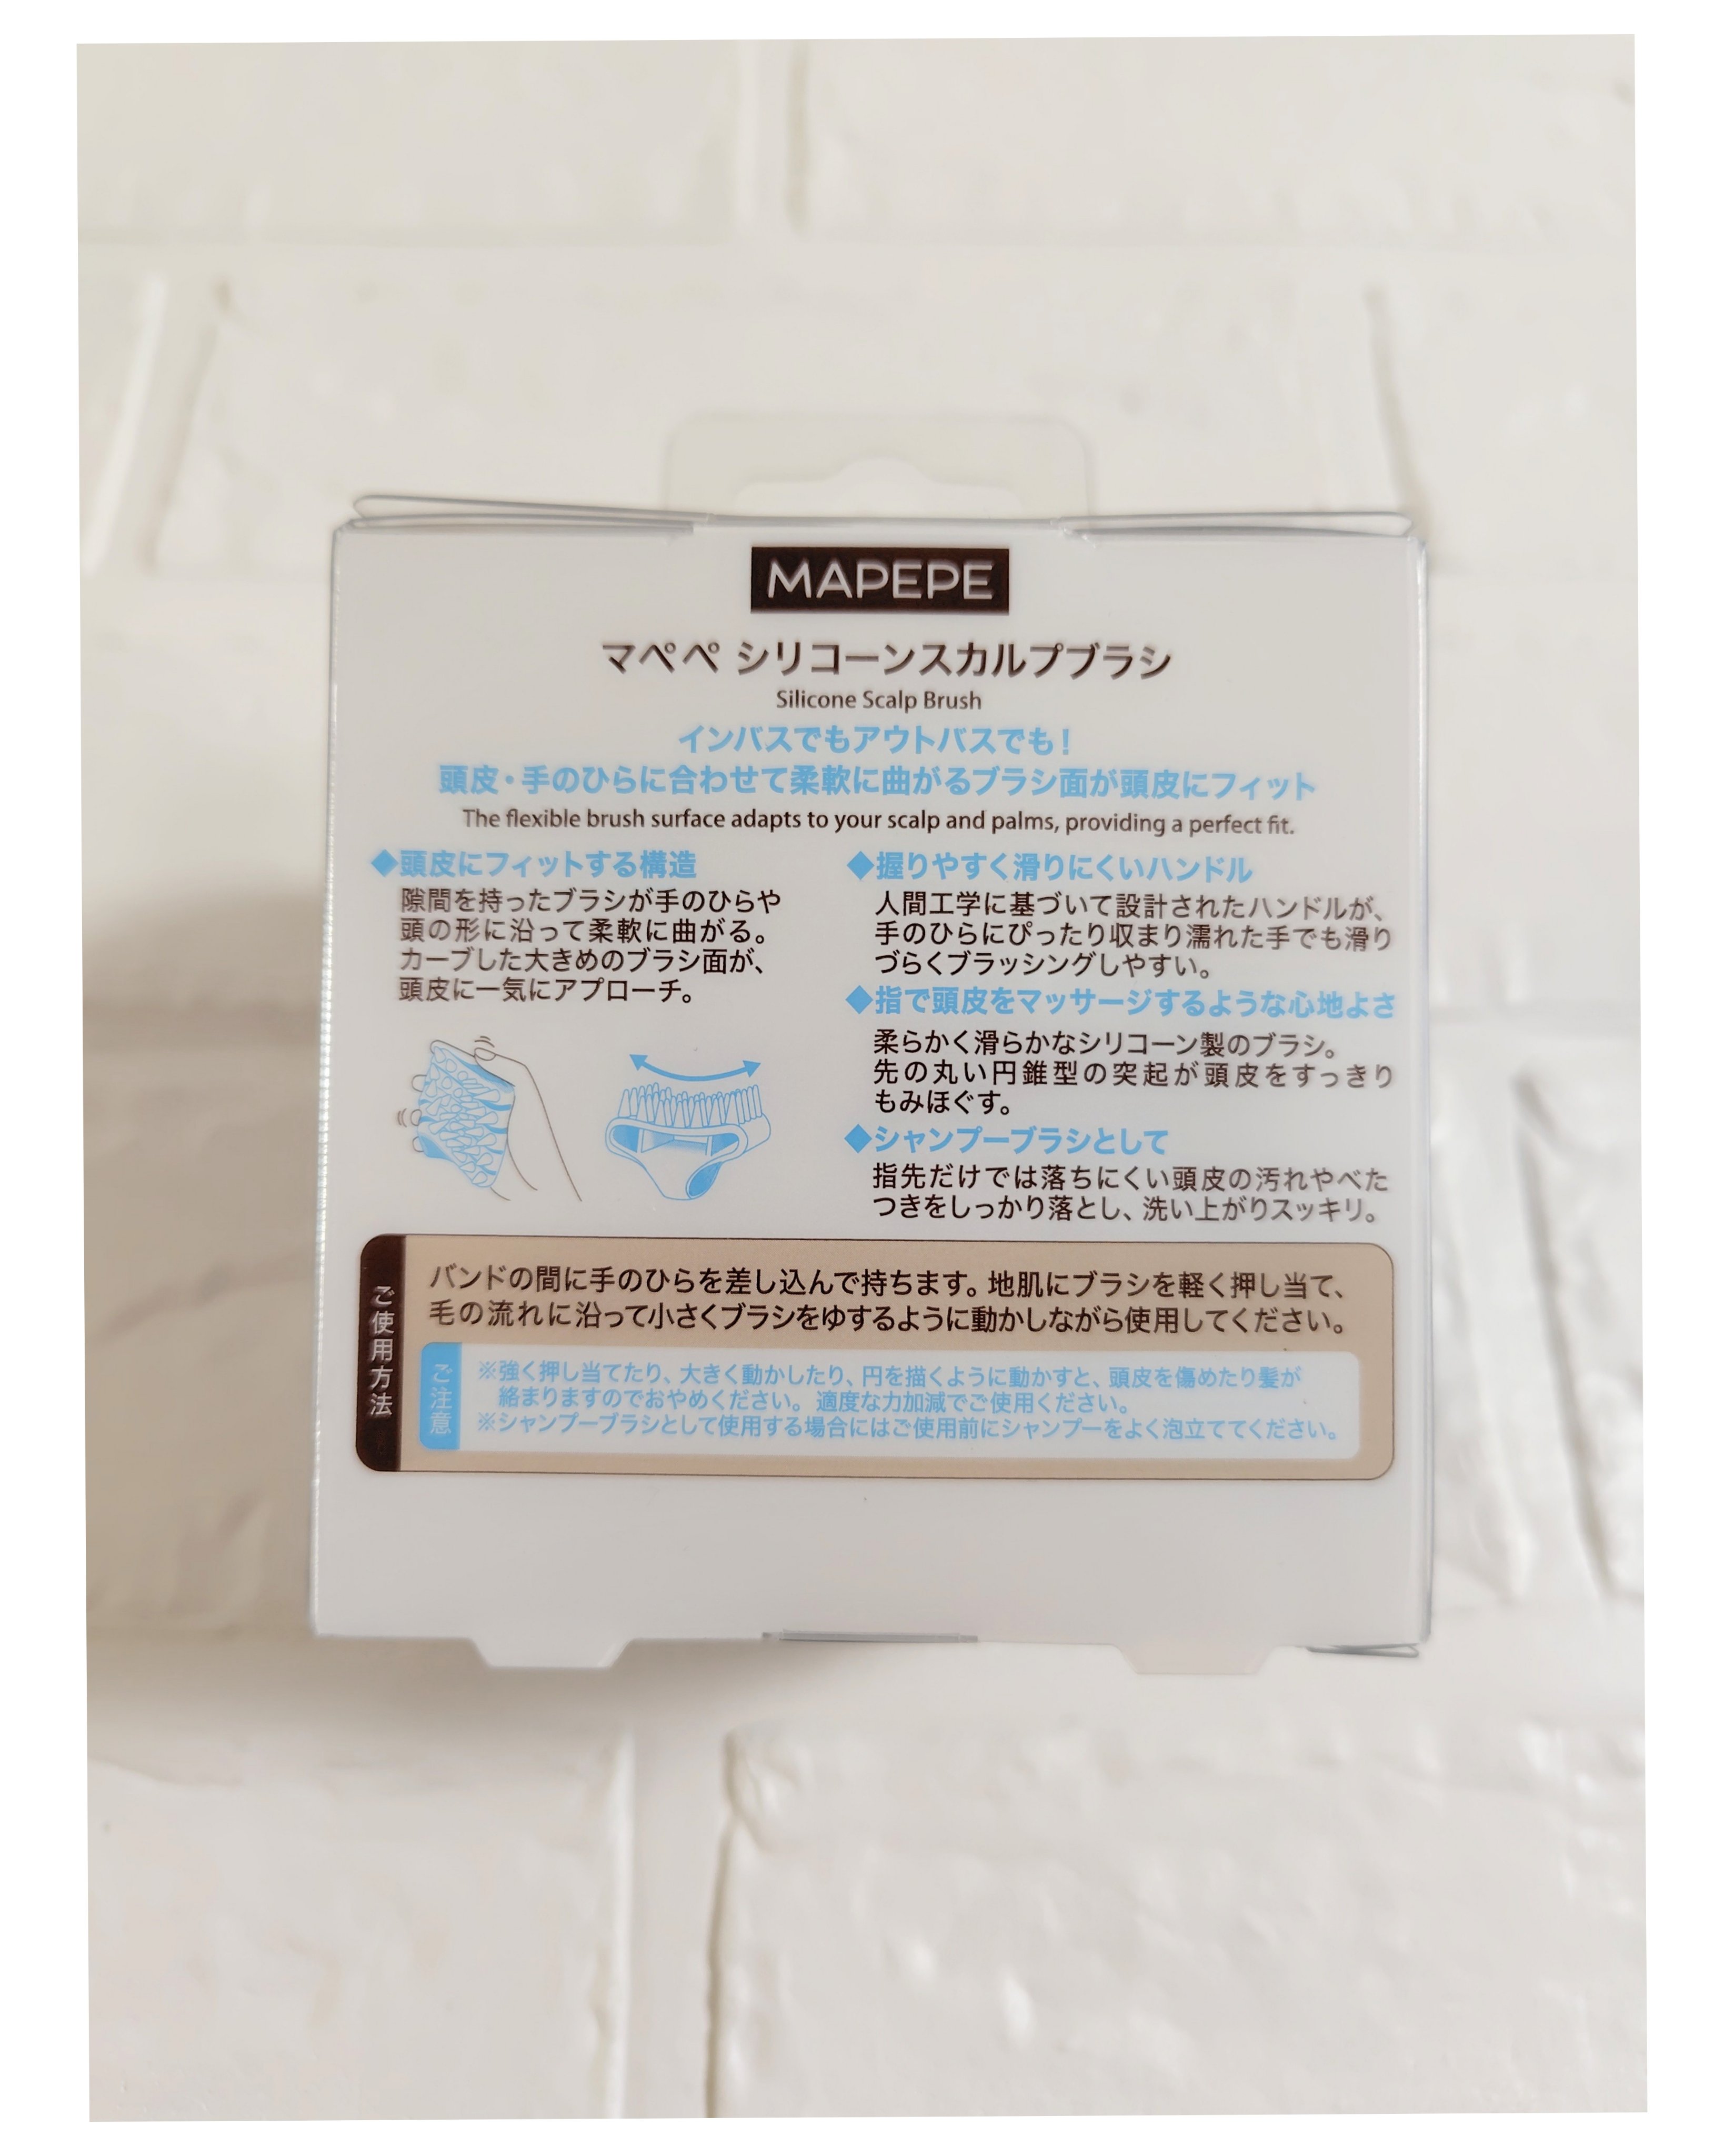 MAPEPE
マペペ シリコーンスカルプブラシ
Silicone Scalp Brush
インバスでもアウトバスでも！
頭皮・手のひらに合わせて柔軟に曲がるブラシ面が頭皮にフィット
The flexible brush surface adapts to your scalp and palms, providing a perfect fit.
◆頭皮にフィットする構造
隙間を持ったブラシが手のひらや
頭の形に沿って柔軟に曲がる。
カーブした大きめのブラシ面が、
頭皮に一気にアプローチ。
◆握りやすく滑りにくいハンドル
人間工学に基づいて設計されたハンドルが、
手のひらにぴったり収まり濡れた手でも滑り
づらくブラッシングしやすい。
◆指で頭皮をマッサージするような心地よさ
柔らかく滑らかなシリコーン製のブラシ。
先の丸い円錐型の突起が頭皮をすっきり
もみほぐす。
◆シャンプーブラシとして
指先だけでは落ちにくい頭皮の汚れやべた
つきをしっかり落とし、洗い上がりスッキリ。
ご使用方法
バンドの間に手のひらを差し込んで持ちます。地肌にブラシを軽く押し当て、
毛の流れに沿って小さくブラシをゆするように動かしながら使用してください。
ご注意
※強く押し当てたり、大きく動かしたり、円を描くように動かすと、頭皮を傷めたり髪が
絡まりますのでおやめください。適度な力加減でご使用ください。
※シャンプーブラシとして使用する場合にはご使用前にシャンプーをよく泡立ててください。